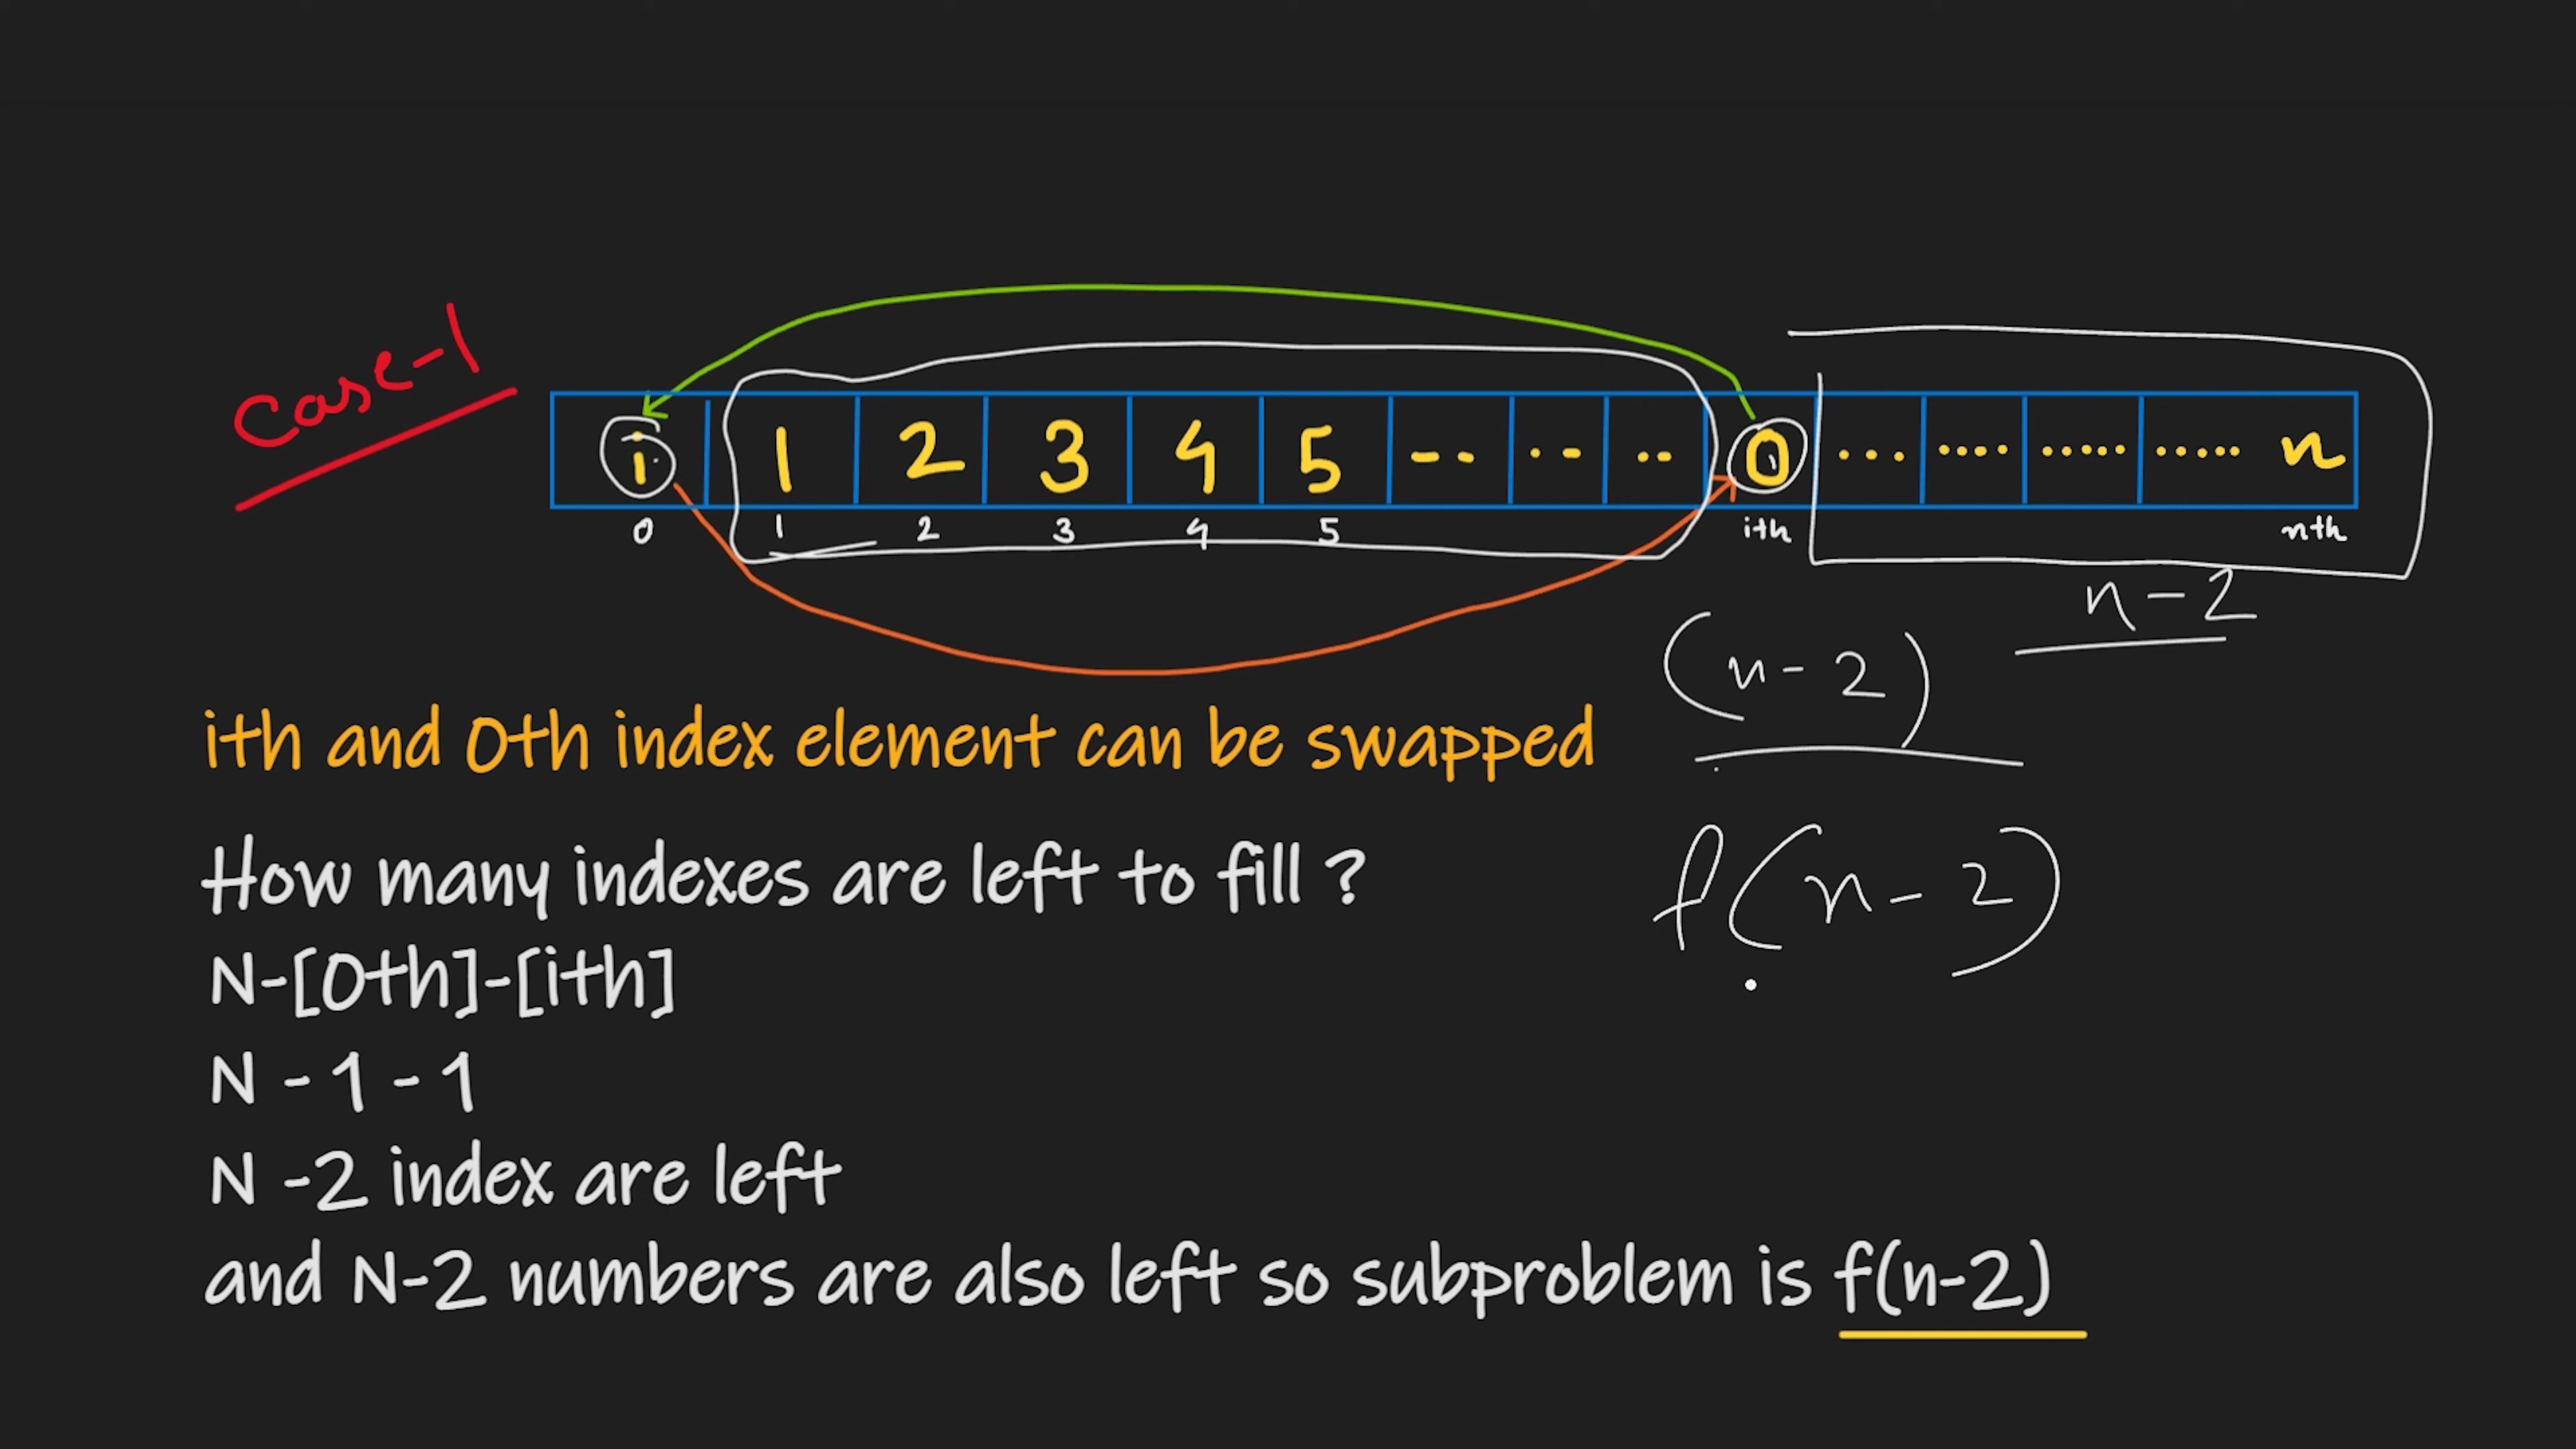 Case-1
i 1 2 3 4 5 -- ·-- ·- 0 ... .... ..... ..... n
0 1 2 3 4 5 ith nth
n-2
(n-2)
ith and 0th index element can be swapped
How many indexes are left to fill ?
f(n-2)
N-[0th]-[ith]
N - 1 - 1
N -2 index are left
and N-2 numbers are also left so subproblem is f(n-2)